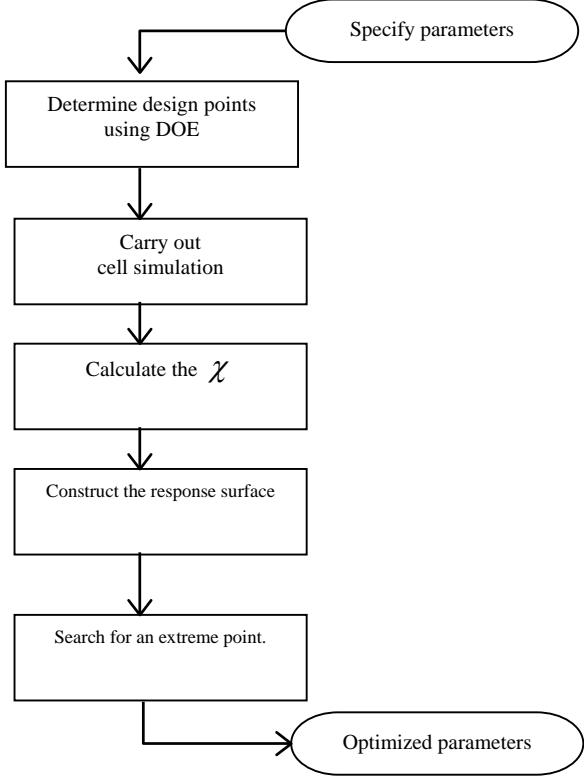 Specify parameters
Determine design points
using DOE
Carry out
cell simulation
Calculate the χ
Construct the response surface
Search for an extreme point.
Optimized parameters